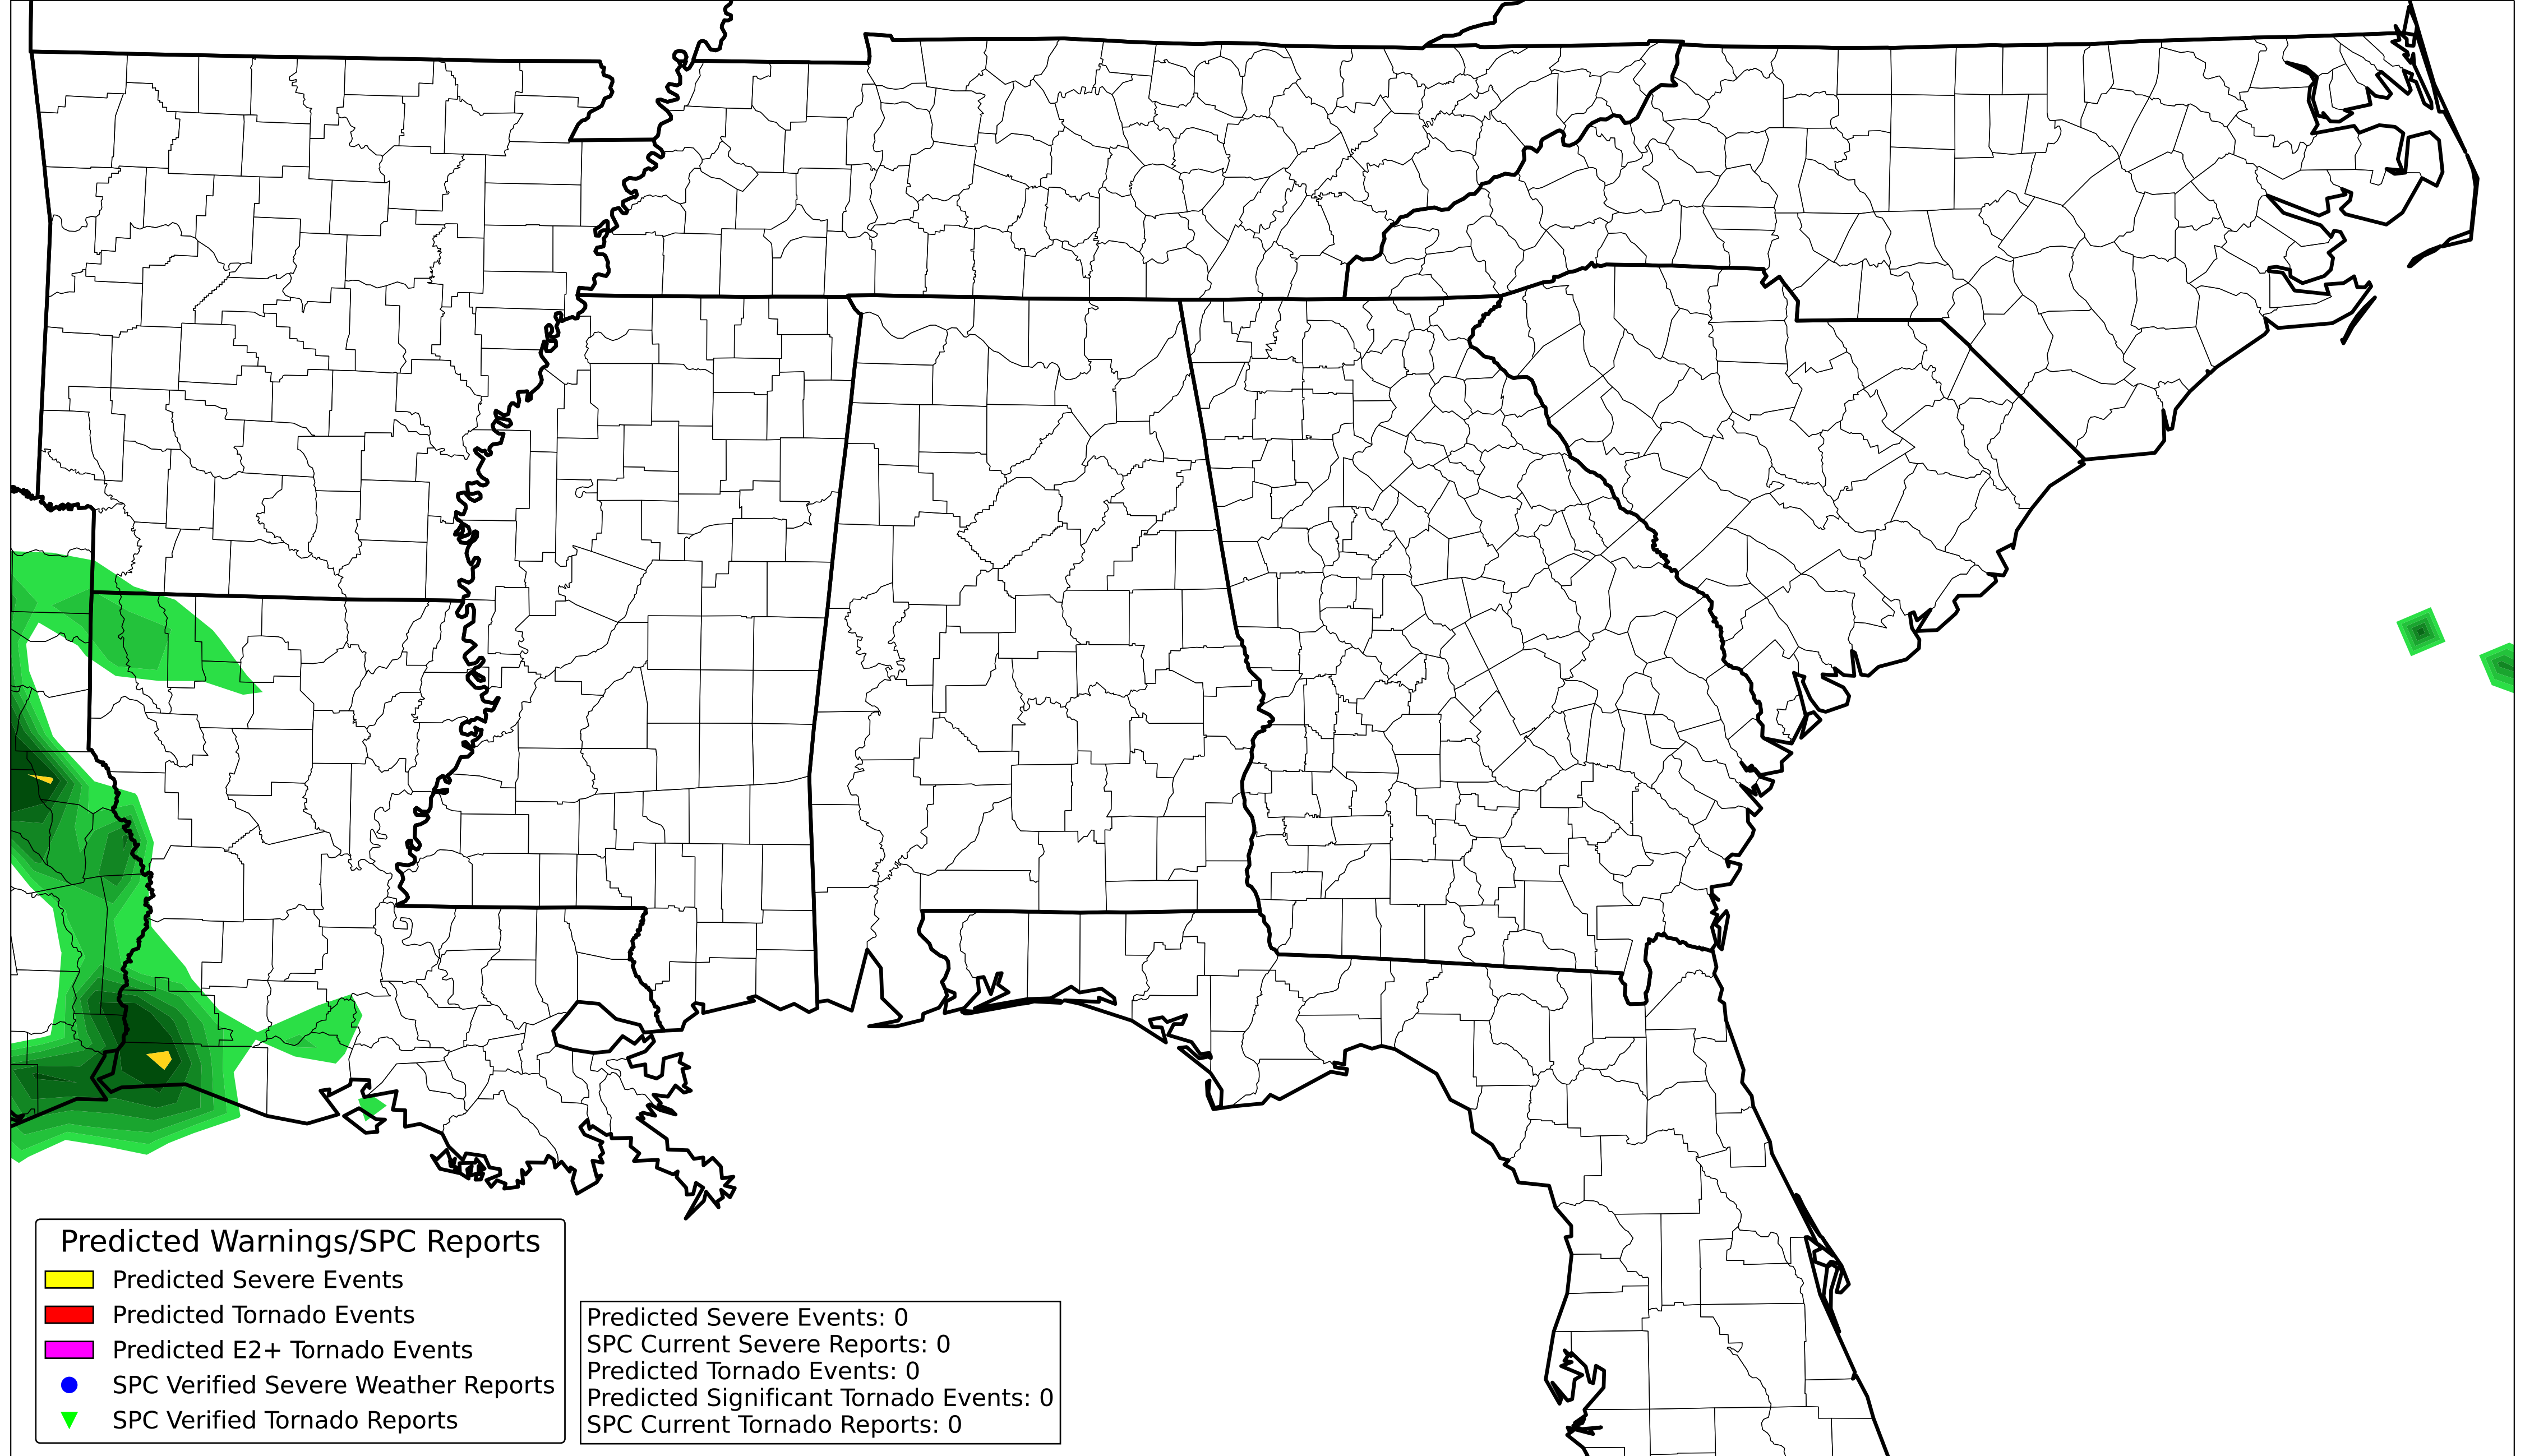 Predicted Warnings/SPC Reports
Predicted Severe Events
Predicted Tornado Events
Predicted E2+ Tornado Events
SPC Verified Severe Weather Reports
SPC Verified Tornado Reports
Predicted Severe Events: 0
SPC Current Severe Reports: 0
Predicted Tornado Events: 0
Predicted Significant Tornado Events: 0
SPC Current Tornado Reports: 0